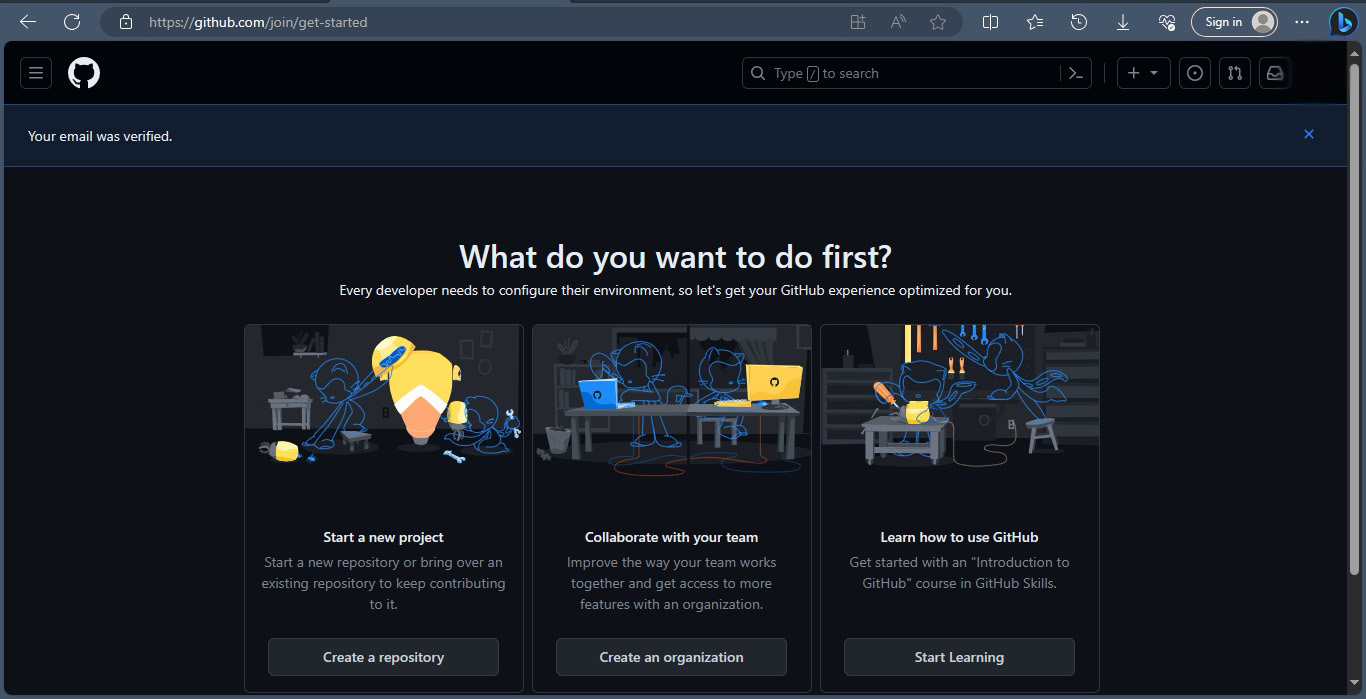 https://github.com/join/get-started
Sign in
Type / to search
Your email was verified.
What do you want to do first?
Every developer needs to configure their environment, so let's get your GitHub experience optimized for you.
Start a new project
Start a new repository or bring over an
existing repository to keep contributing
to it.
Create a repository
Collaborate with your team
Improve the way your team works
together and get access to more
features with an organization.
Create an organization
Learn how to use GitHub
Get started with an "Introduction to
GitHub" course in GitHub Skills.
Start Learning